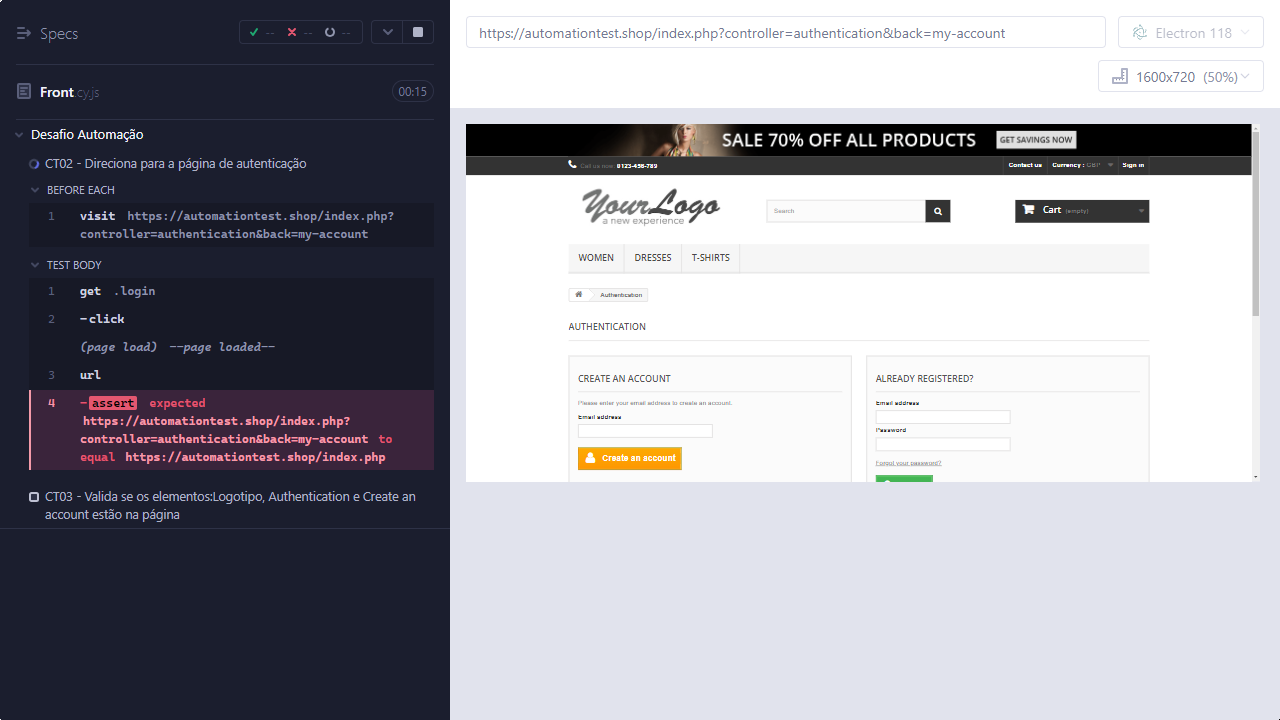 Specs
-- -- --
Front.cy.js
00:15
Desafio Automação
CT02 - Direciona para a página de autenticação
BEFORE EACH
1 visit https://automationtest.shop/index.php?
controller=authentication&back=my-account
TEST BODY
1 get .login
2 -click
(page load) --page loaded--
3 url
4 -assert expected
https://automationtest.shop/index.php?
controller=authentication&back=my-account to
equal https://automationtest.shop/index.php
CT03 - Valida se os elementos:Logotipo, Authentication e Create an
account estão na página
https://automationtest.shop/index.php?controller=authentication&back=my-account
Electron 118
1600x720 (50%)
SALE 70% OFF ALL PRODUCTS GET SAVINGS NOW
Call us now: 0123-456-789
Contact us Currency : GBP Sign in
YourLogo
a new experience
Search
Cart (empty)
WOMEN DRESSES T-SHIRTS
Authentication
AUTHENTICATION
CREATE AN ACCOUNT
Please enter your email address to create an account.
Email address
Create an account
ALREADY REGISTERED?
Email address
Password
Forgot your password?